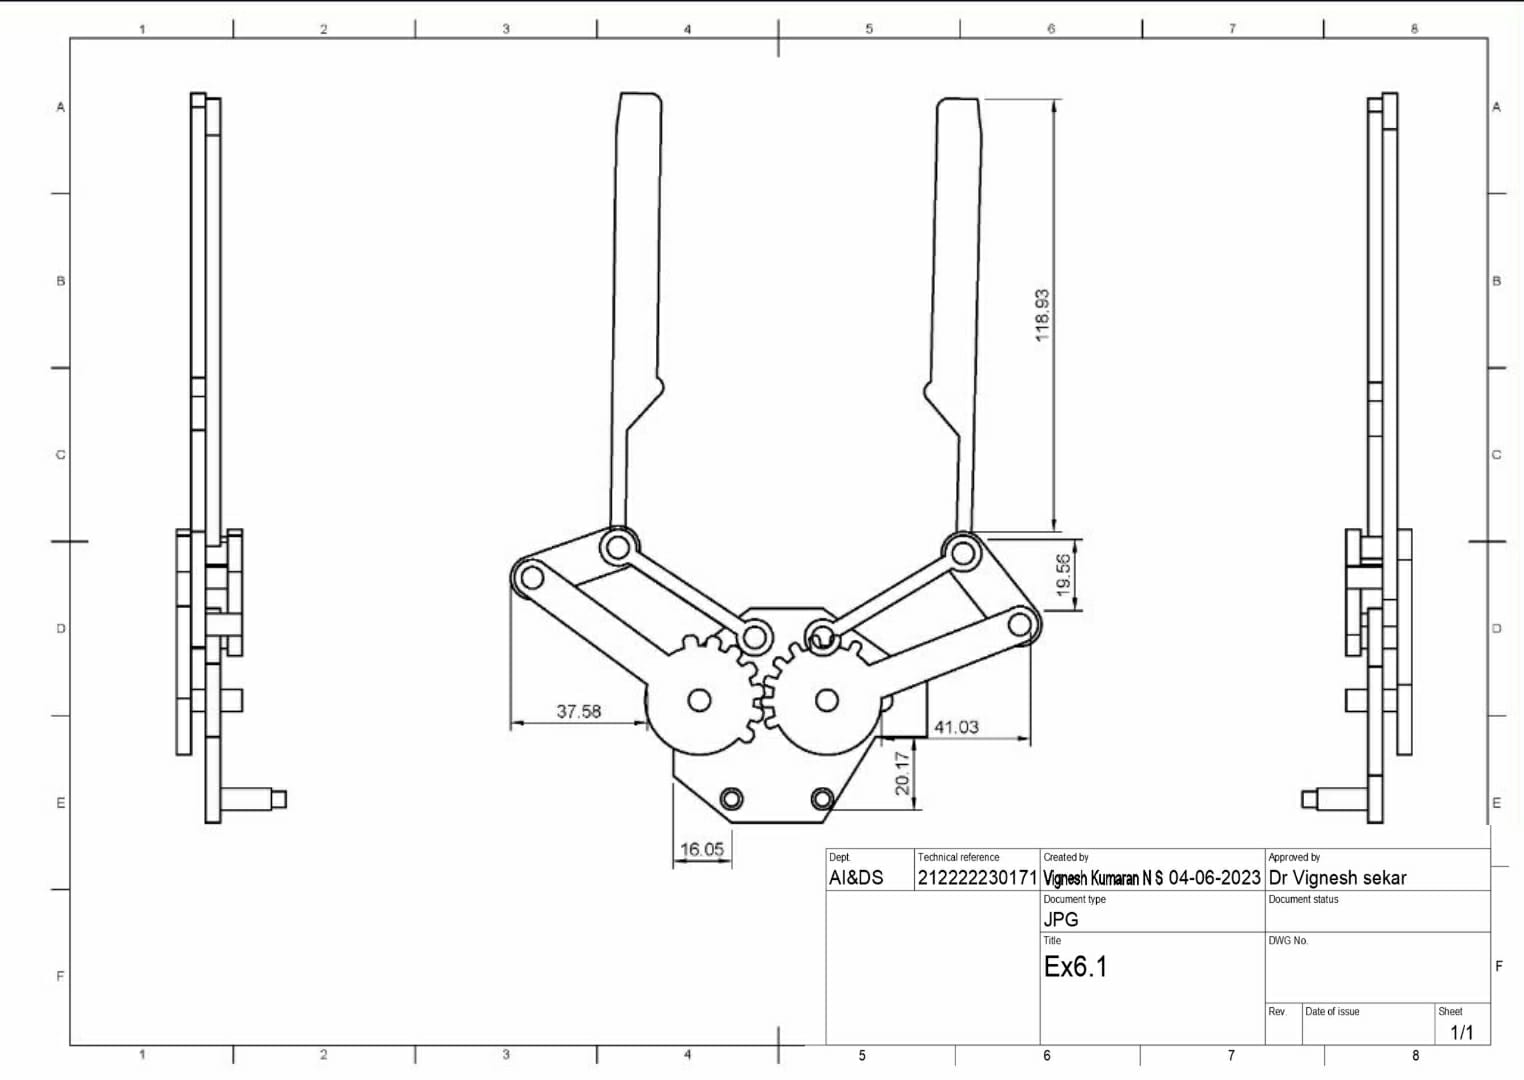 1 2 3 4 5 6 7 8
A A
B B
118.93
C C
19.56
D D
37.58
41.03
20.17
E E
16.05
Dept. Technical reference Created by Approved by
AI&DS 212222230171 Vignesh Kumaran N S 04-06-2023 Dr Vignesh sekar
Document type Document status
JPG
Title DWG No.
Ex6.1
F F
Rev. Date of issue Sheet
1/1
1 2 3 4 5 6 7 8